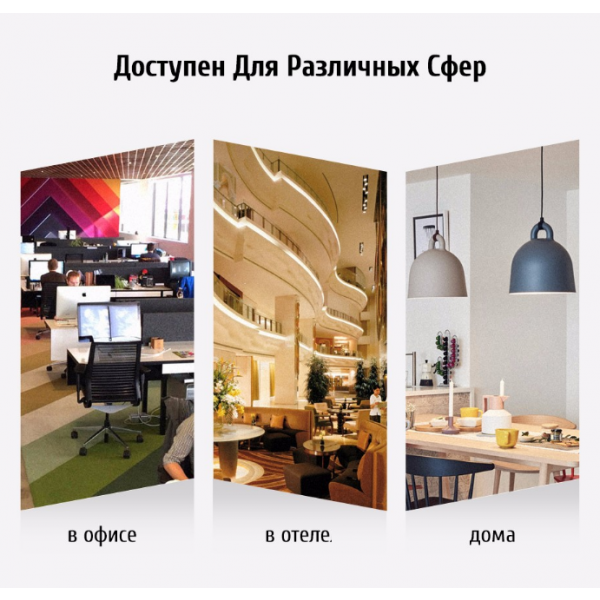 Доступен Для Различных Сфер
в офисе
в отеле.
дома